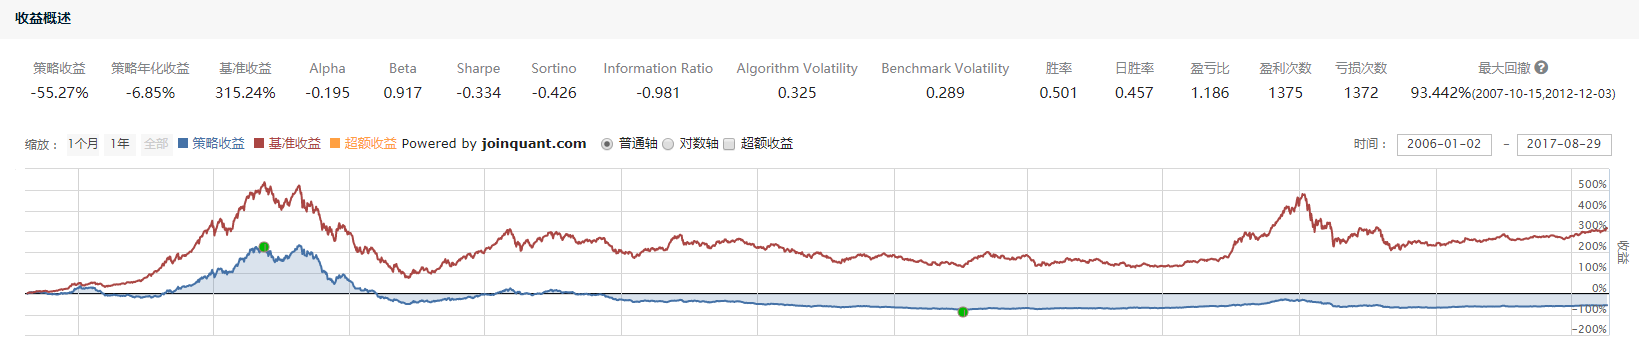 收益概述
策略收益 策略年化收益 基准收益 Alpha Beta Sharpe Sortino Information Ratio Algorithm Volatility Benchmark Volatility 胜率 日胜率 盈亏比 盈利次数 亏损次数 最大回撤 ?
-55.27% -6.85% 315.24% -0.195 0.917 -0.334 -0.426 -0.981 0.325 0.289 0.501 0.457 1.186 1375 1372 93.442%(2007-10-15,2012-12-03)
缩放： 1个月 1年 全部 策略收益 基准收益 超额收益 Powered by joinquant.com 普通轴 对数轴 超额收益 时间： 2006-01-02 - 2017-08-29
500%
400%
300%
200%
100%
0%
-100%
-200%
收益